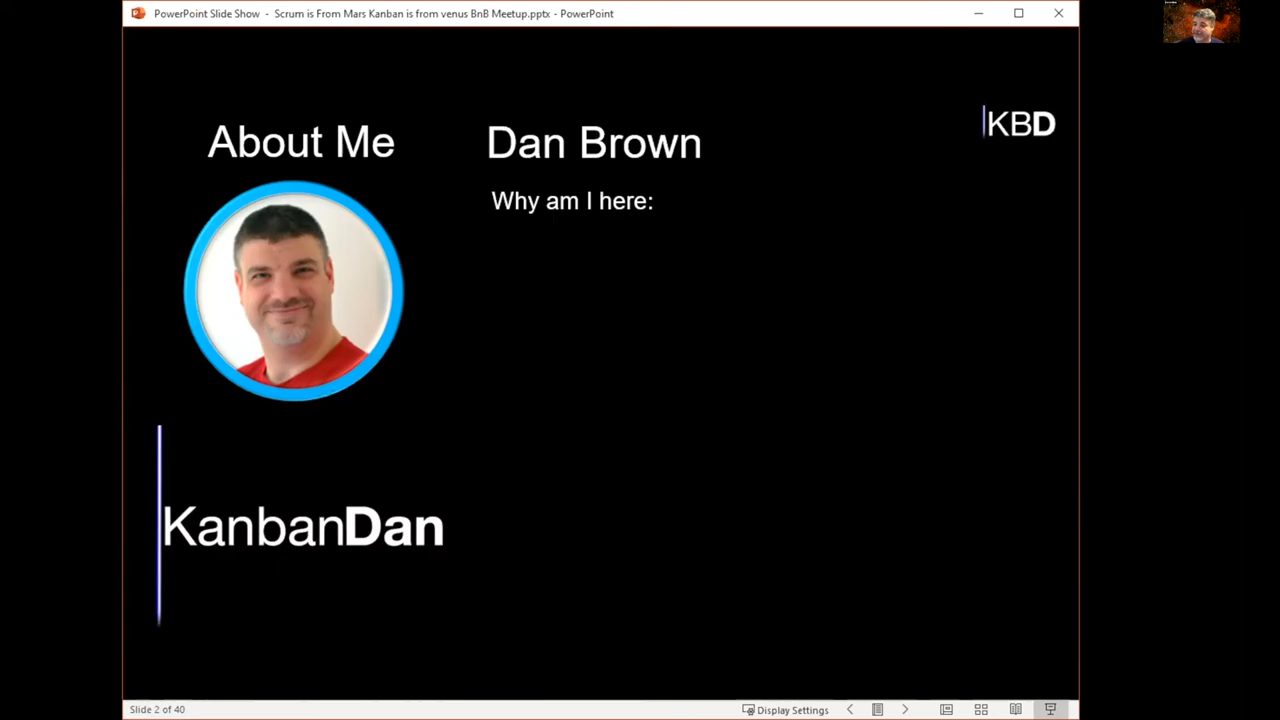 PowerPoint Slide Show - Scrum is From Mars Kanban is from venus BnB Meetup.pptx - PowerPoint
About Me
Dan Brown
KBD
Why am I here:
KanbanDan
Slide 2 of 40
Display Settings